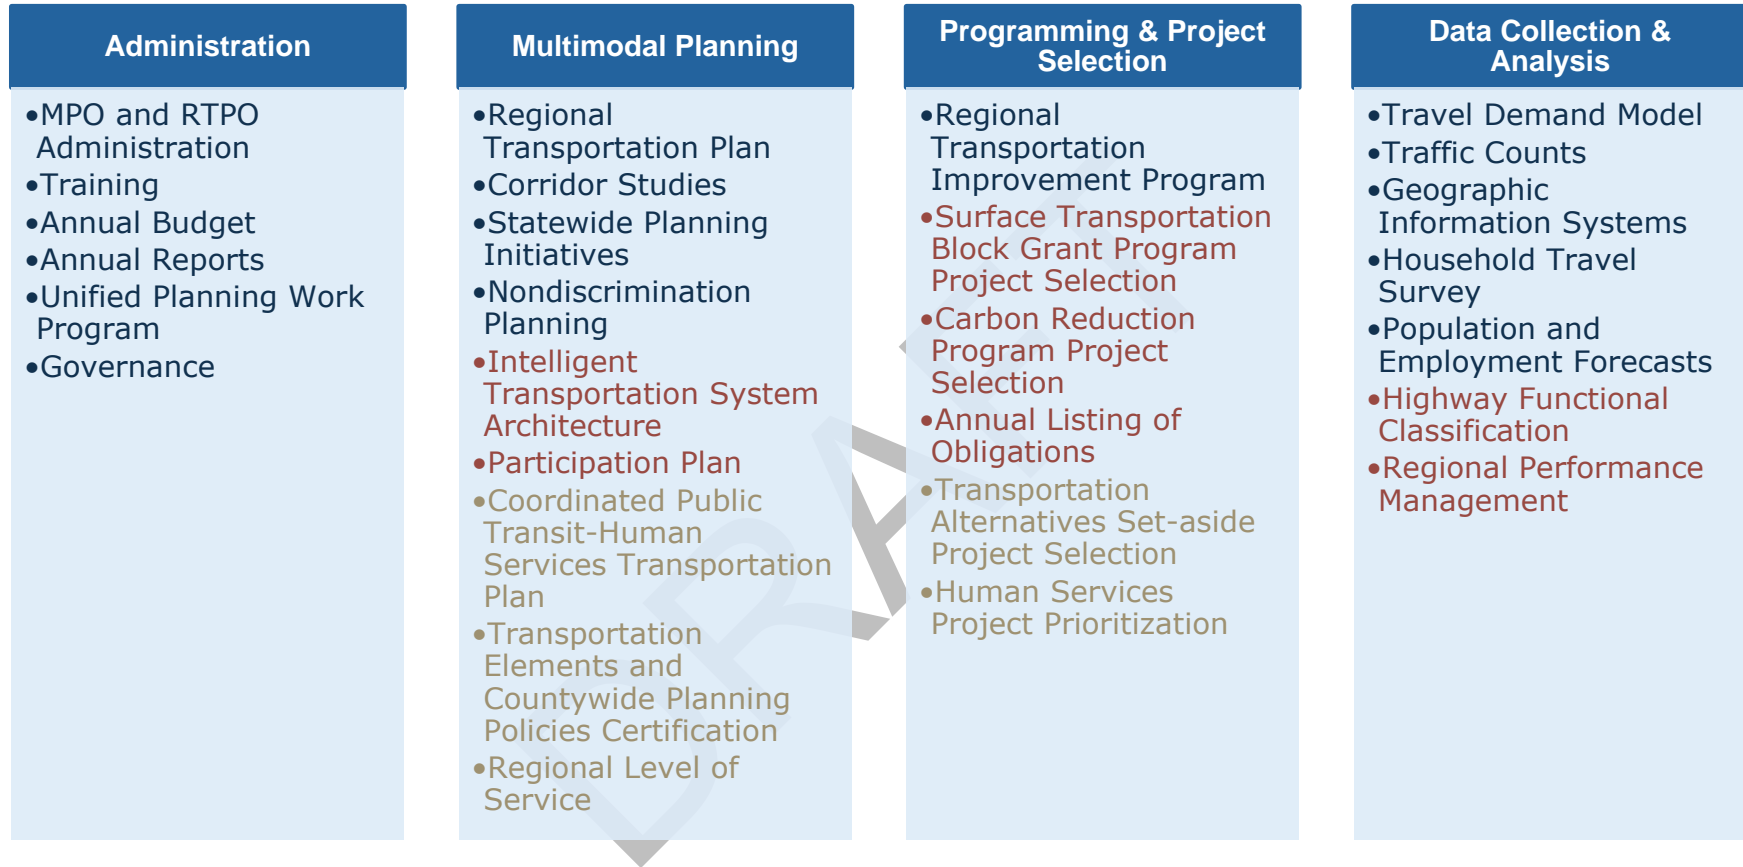 Administration
•MPO and RTPO
Administration
•Training
•Annual Budget
•Annual Reports
•Unified Planning Work
Program
•Governance
Multimodal Planning
•Regional
Transportation Plan
•Corridor Studies
•Statewide Planning
Initiatives
•Nondiscrimination
Planning
•Intelligent
Transportation System
Architecture
•Participation Plan
•Coordinated Public
Transit-Human
Services Transportation
Plan
•Transportation
Elements and
Countywide Planning
Policies Certification
•Regional Level of
Service
Programming & Project
Selection
•Regional
Transportation
Improvement Program
•Surface Transportation
Block Grant Program
Project Selection
•Carbon Reduction
Program Project
Selection
•Annual Listing of
Obligations
•Transportation
Alternatives Set-aside
Project Selection
•Human Services
Project Prioritization
Data Collection &
Analysis
•Travel Demand Model
•Traffic Counts
•Geographic
Information Systems
•Household Travel
Survey
•Population and
Employment Forecasts
•Highway Functional
Classification
•Regional Performance
Management
DRAFT